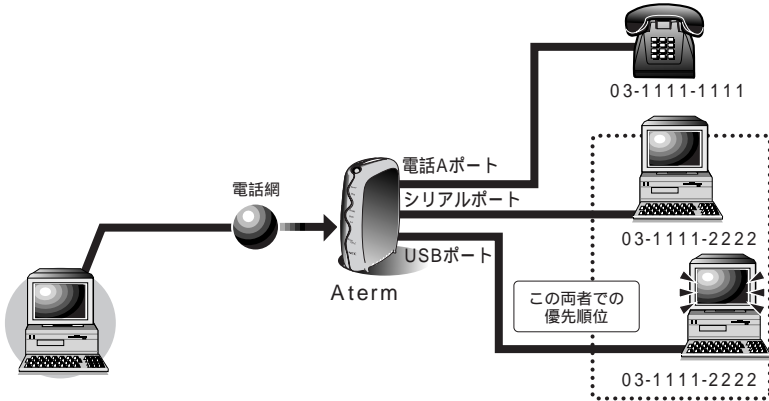 03-1111-1111
電話Aポート
シリアルポート
電話網
03-1111-2222
USBポート
Aterm
この両者での
優先順位
03-1111-2222